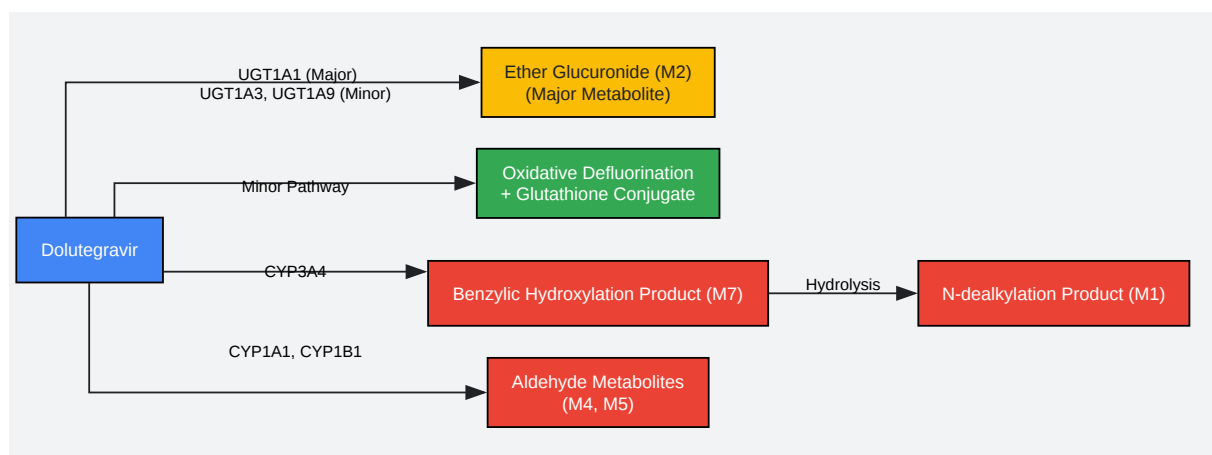 UGT1A1 (Major)
UGT1A3, UGT1A9 (Minor)
Ether Glucuronide (M2)
(Major Metabolite)
Minor Pathway
Oxidative Defluorination
+ Glutathione Conjugate
Dolutegravir
CYP3A4
Benzylic Hydroxylation Product (M7)
Hydrolysis
N-dealkylation Product (M1)
CYP1A1, CYP1B1
Aldehyde Metabolites
(M4, M5)